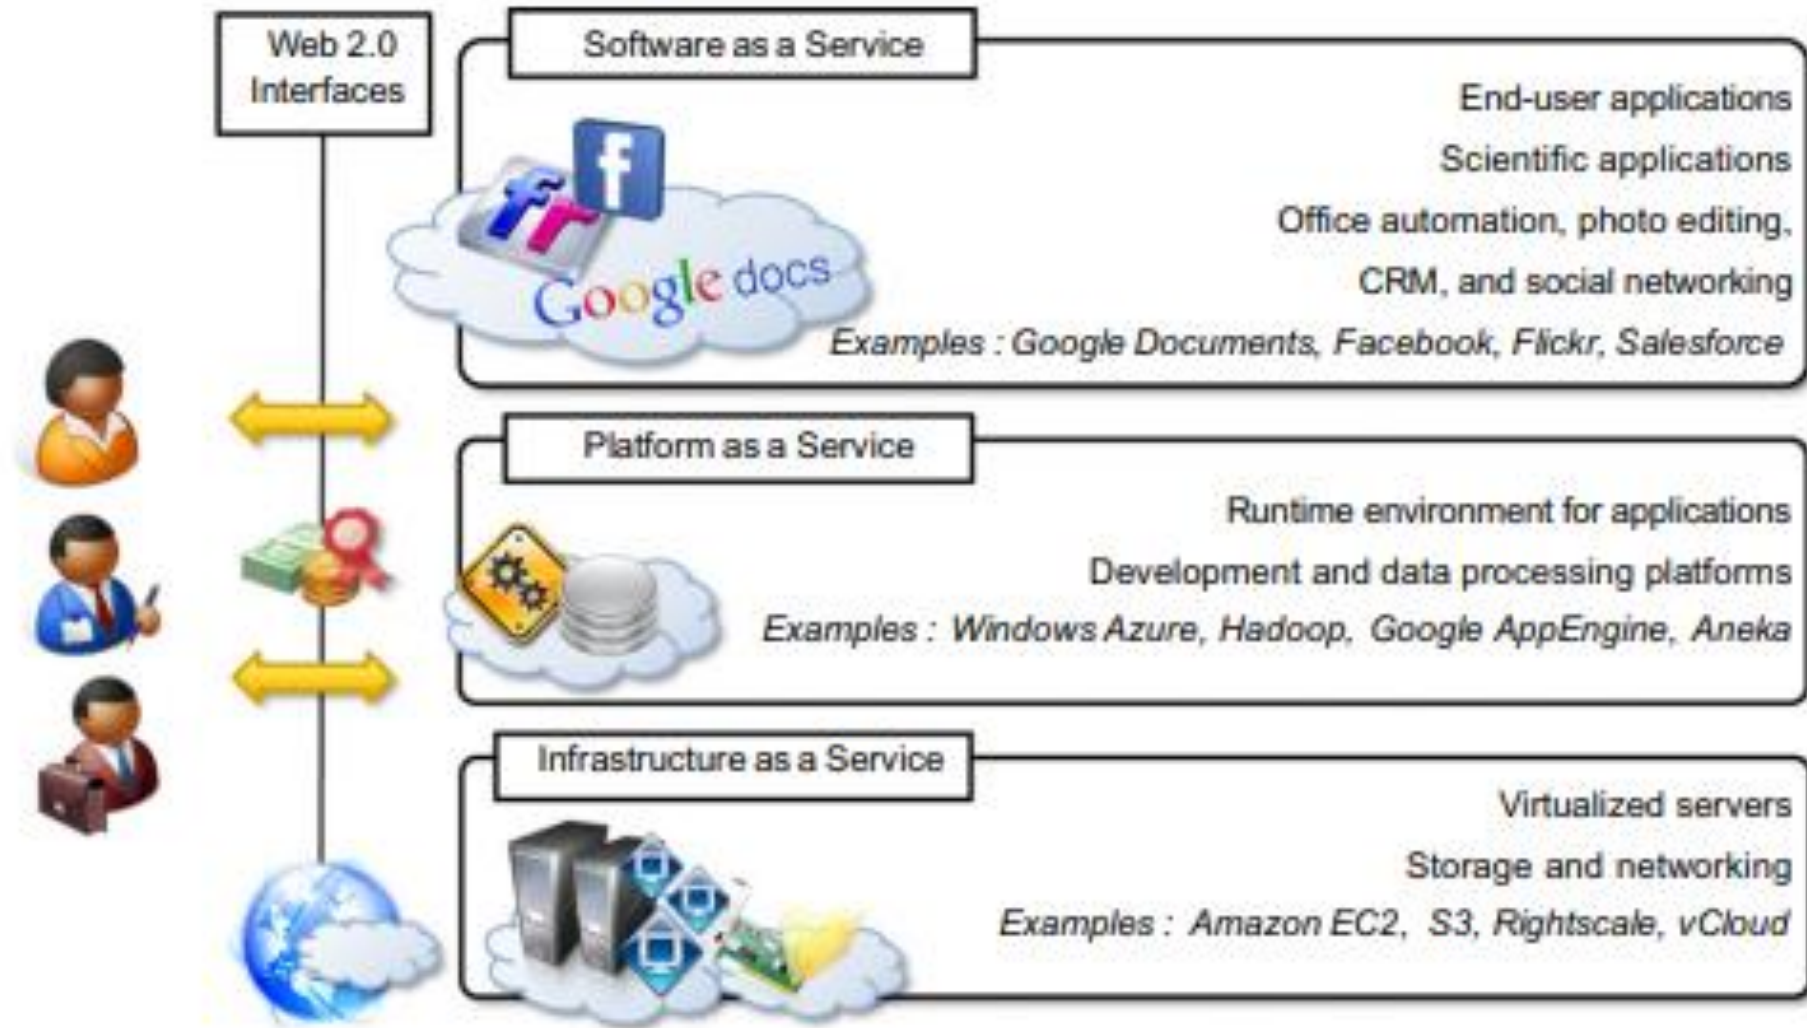 Web 2.0
Interfaces
Software as a Service
End-user applications
Scientific applications
Office automation, photo editing,
CRM, and social networking
Examples : Google Documents, Facebook, Flickr, Salesforce
f
fr
Google docs
Platform as a Service
Runtime environment for applications
Development and data processing platforms
Examples : Windows Azure, Hadoop, Google AppEngine, Aneka
Infrastructure as a Service
Virtualized servers
Storage and networking
Examples : Amazon EC2, S3, Rightscale, vCloud